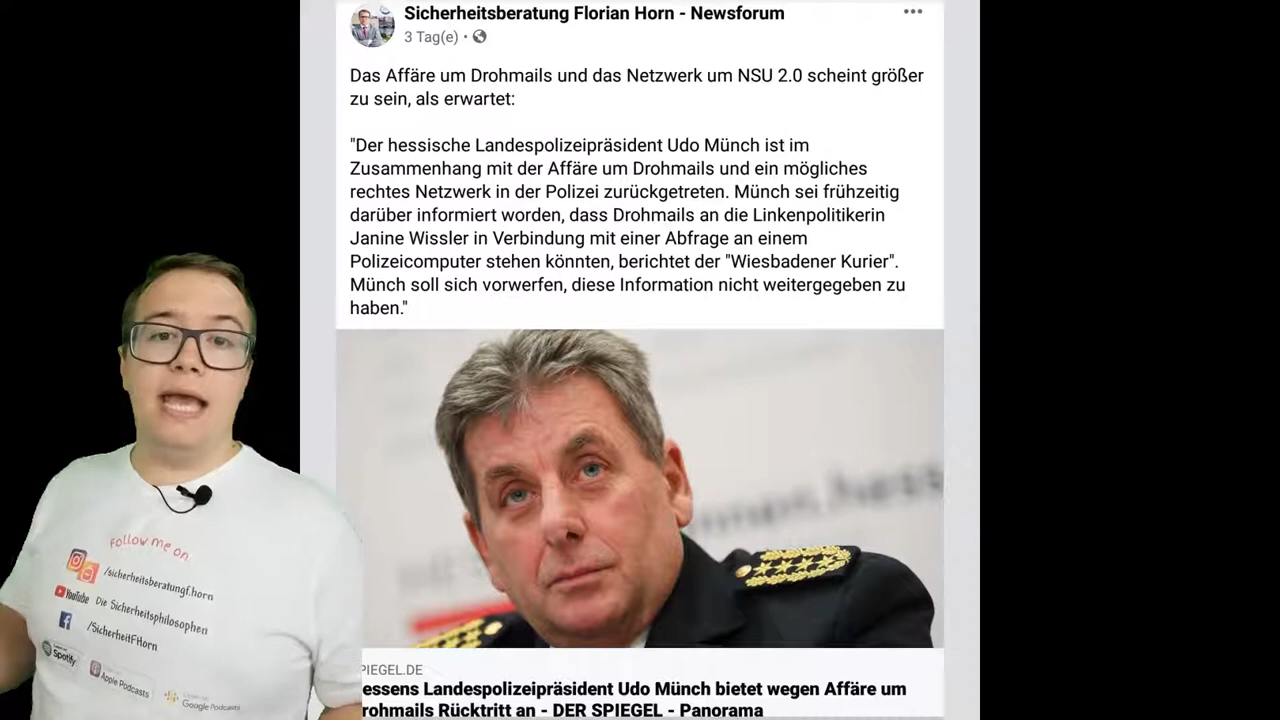 Sicherheitsberatung Florian Horn - Newsforum
3 Tag(e)
Das Affäre um Drohmails und das Netzwerk um NSU 2.0 scheint größer
zu sein, als erwartet:
"Der hessische Landespolizeipräsident Udo Münch ist im
Zusammenhang mit der Affäre um Drohmails und ein mögliches
rechtes Netzwerk in der Polizei zurückgetreten. Münch sei frühzeitig
darüber informiert worden, dass Drohmails an die Linkenpolitikerin
Janine Wissler in Verbindung mit einer Abfrage an einem
Polizeicomputer stehen könnten, berichtet der "Wiesbadener Kurier".
Münch soll sich vorwerfen, diese Information nicht weitergegeben zu
haben."
PIEGEL.DE
essens Landespolizeipräsident Udo Münch bietet wegen Affäre um
rohmails Rücktritt an - DER SPIEGEL - Panorama
Follow me on
/sicherheitsberatungf.horn
YouTube Die Sicherheitsphilosophen
/SicherheitFHorn
Spotify
Apple Podcasts
Google Podcasts